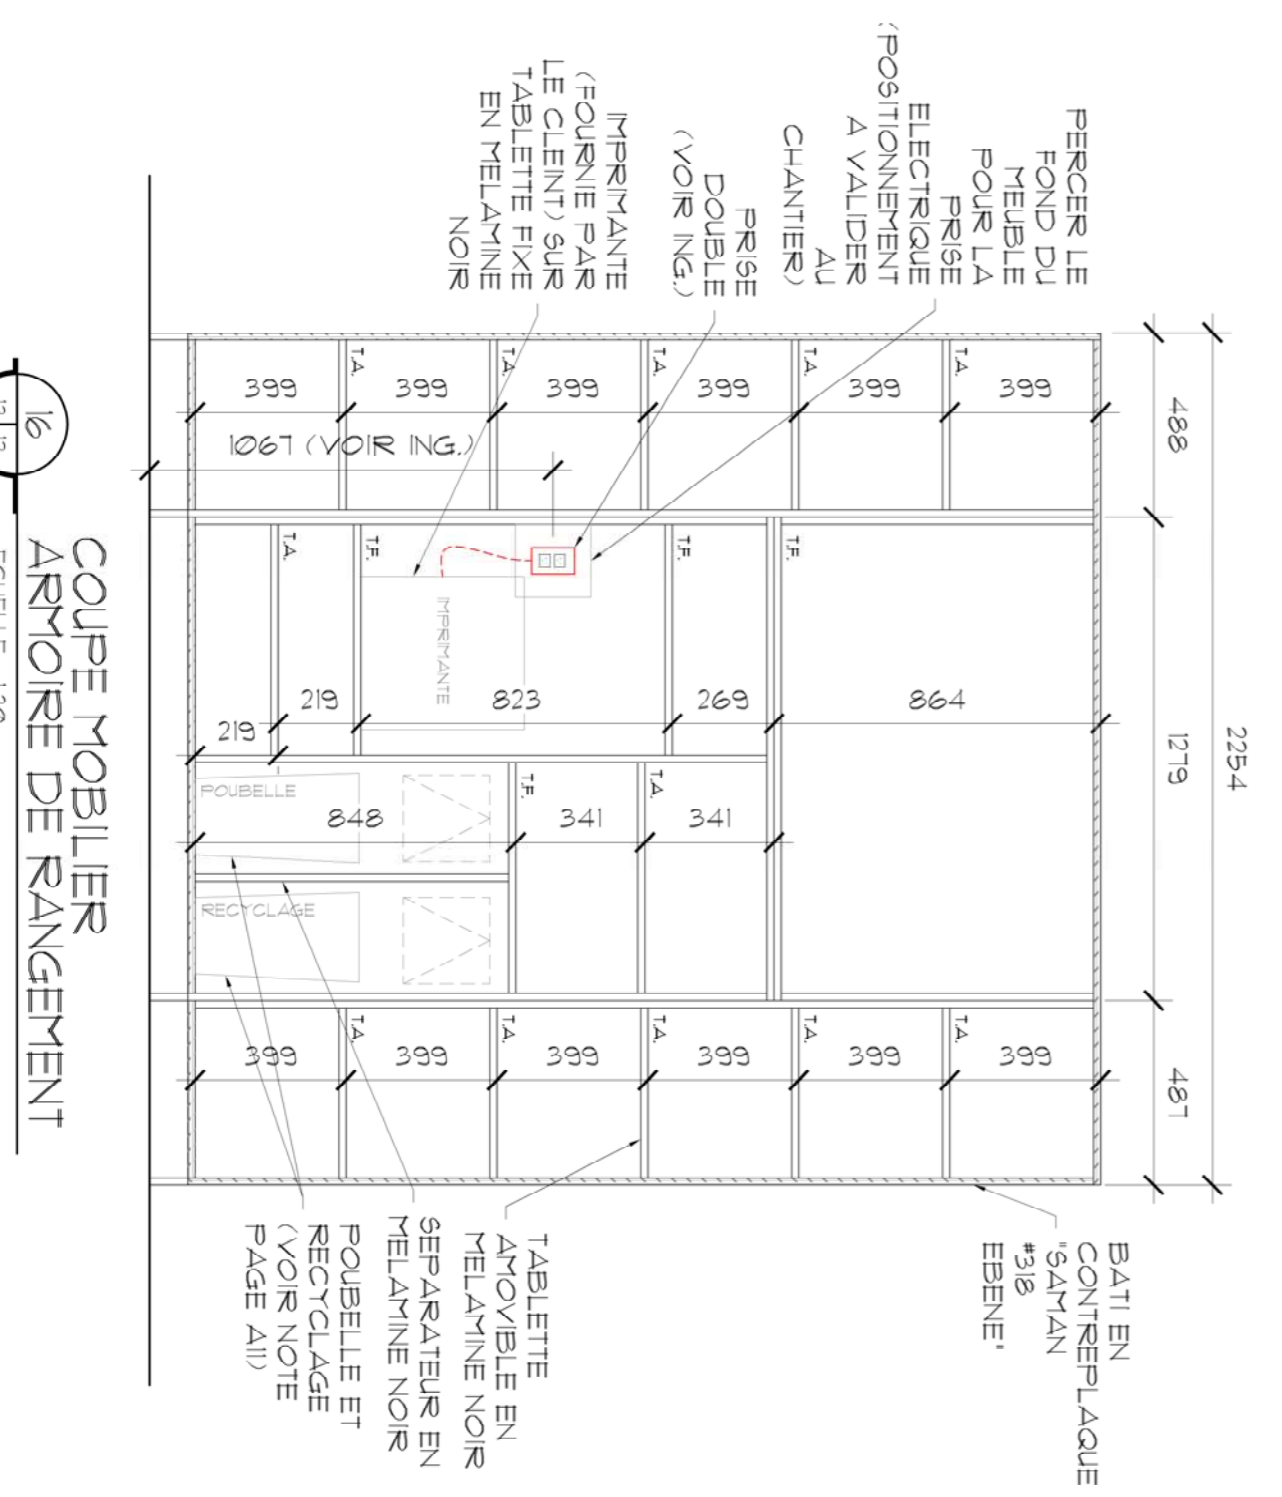 2254
488
1279
487
PERCER LE
FOND DU
MEUBLE
POUR LA
PRISE
ELECTRIQUE
(POSITIONNEMENT
A VALIDER
AU
CHANTIER)
PRISE
DOUBLE
(VOIR ING.)
IMPRIMANTE
(FOURNIE PAR
LE CLEINT) SUR
TABLETTE FIXE
EN MELAMINE
NOIR
399
399
399
399
399
399
T.A.
T.A.
T.A.
T.A.
T.A.
1067 (VOIR ING.)
T.A.
T.F.
T.F.
T.F.
IMPRIMANTE
219
219
823
269
864
POUBELLE
848
T.F.
341
T.A.
341
RECYCLAGE
T.A.
T.A.
T.A.
T.A.
T.A.
399
399
399
399
399
399
BATI EN
CONTREPLAQUE
"SAMAN
#318
EBENE"
TABLETTE
AMOVIBLE EN
MELAMINE NOIR
SEPARATEUR EN
MELAMINE NOIR
POUBELLE ET
RECYCLAGE
(VOIR NOTE
PAGE A11)
16
COUPE MOBILIER
ARMOIRE DE RANGEMENT